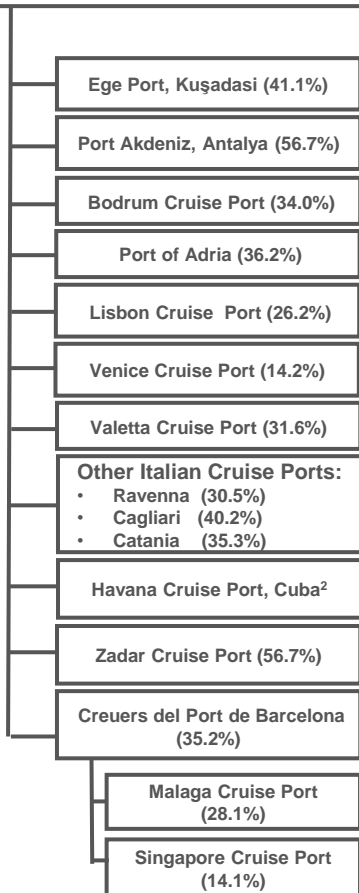 Ege Port, Kuşadasi (41.1%)
Port Akdeniz, Antalya (56.7%)
Bodrum Cruise Port (34.0%)
Port of Adria (36.2%)
Lisbon Cruise Port (26.2%)
Venice Cruise Port (14.2%)
Valetta Cruise Port (31.6%)
Other Italian Cruise Ports:
• Ravenna (30.5%)
• Cagliari (40.2%)
• Catania (35.3%)
Havana Cruise Port, Cuba²
Zadar Cruise Port (56.7%)
Creuers del Port de Barcelona
(35.2%)
Malaga Cruise Port
(28.1%)
Singapore Cruise Port
(14.1%)